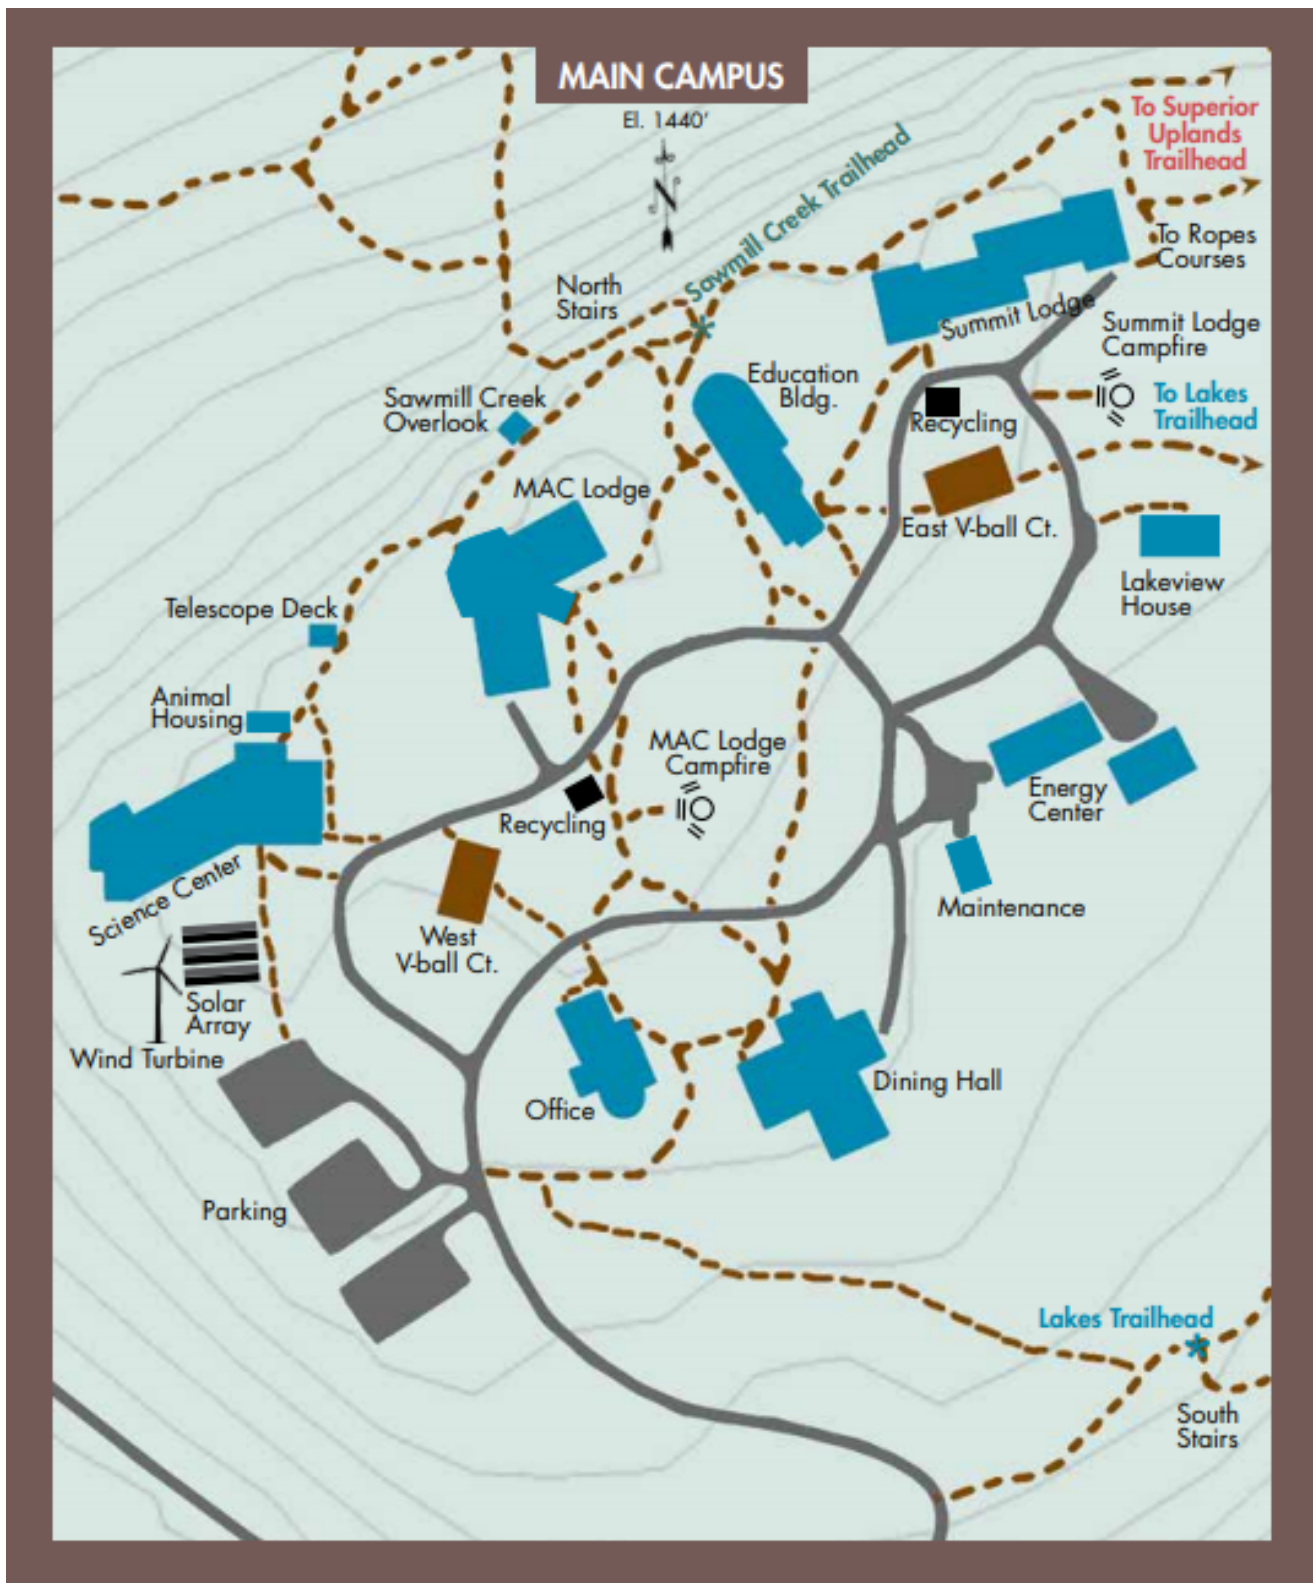 MAIN CAMPUS
El. 1440'
N
To Superior
Uplands
Trailhead
Sawmill Creek Trailhead
To Ropes
Courses
North
Stairs
Summit Lodge
Summit Lodge
Campfire
Education
Bldg.
To Lakes
Trailhead
Sawmill Creek
Overlook
Recycling
MAC Lodge
East V-ball Ct.
Lakeview
House
Telescope Deck
Animal
Housing
MAC Lodge
Campfire
Energy
Center
Recycling
Science Center
Maintenance
West
V-ball Ct.
Solar
Array
Wind Turbine
Dining Hall
Office
Parking
Lakes Trailhead
South
Stairs